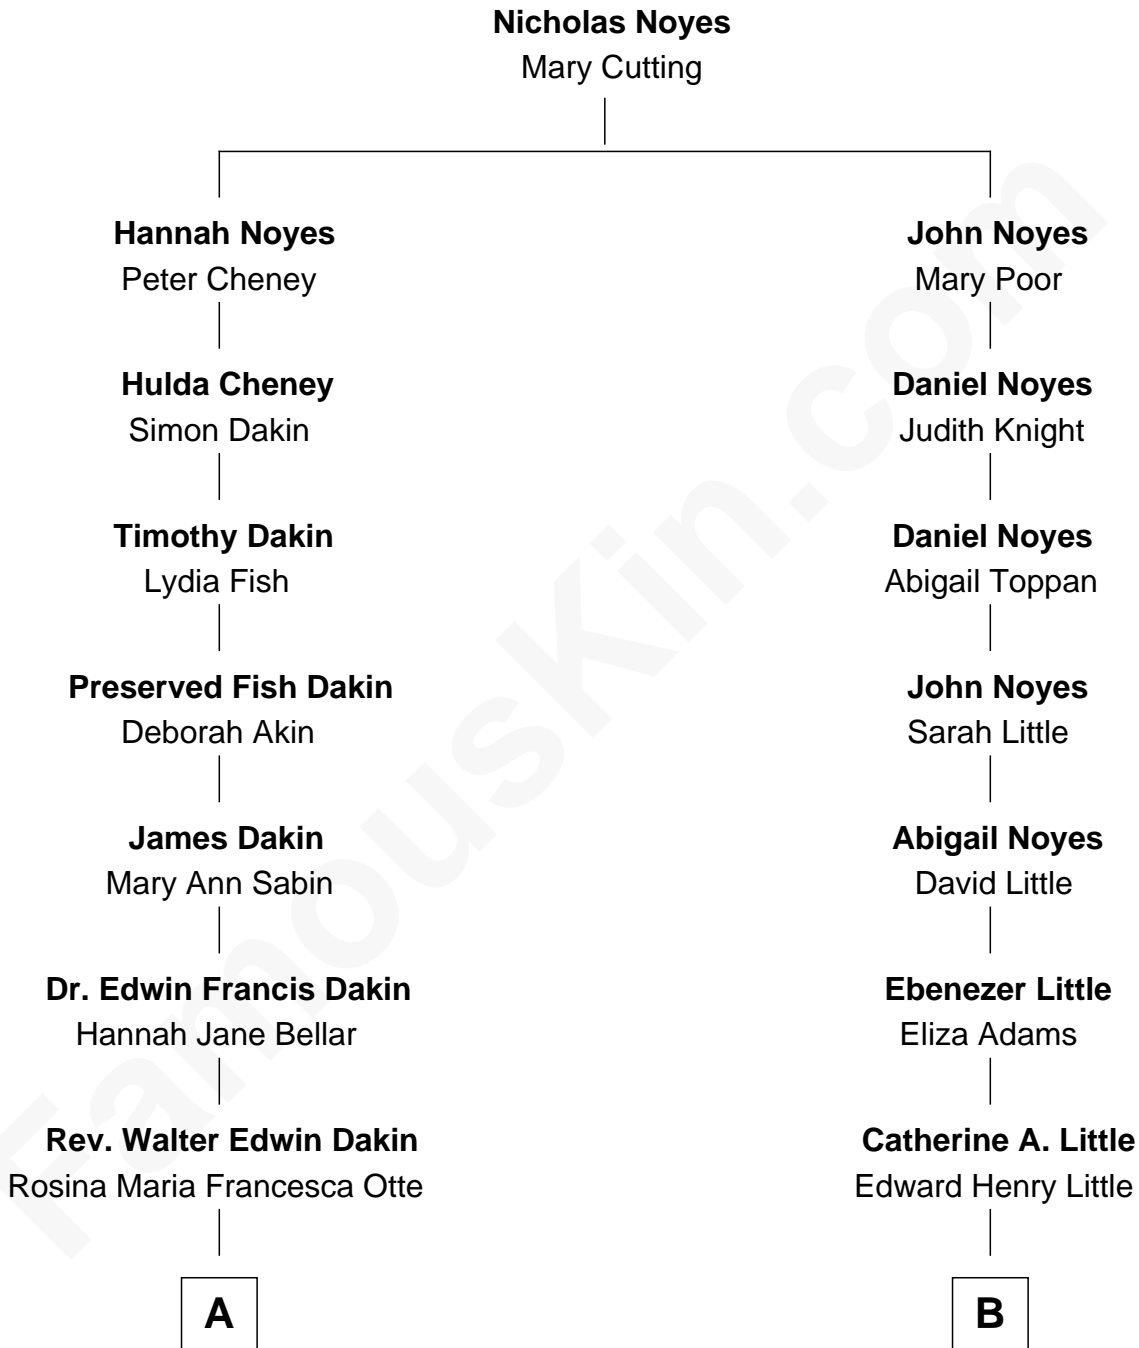 Nicholas Noyes
Mary Cutting
Hannah Noyes
Peter Cheney
John Noyes
Mary Poor
Hulda Cheney
Simon Dakin
Daniel Noyes
Judith Knight
Timothy Dakin
Lydia Fish
Daniel Noyes
Abigail Toppan
Preserved Fish Dakin
Deborah Akin
John Noyes
Sarah Little
James Dakin
Mary Ann Sabin
Abigail Noyes
David Little
Dr. Edwin Francis Dakin
Hannah Jane Bellar
Ebenezer Little
Eliza Adams
Rev. Walter Edwin Dakin
Rosina Maria Francesca Otte
Catherine A. Little
Edward Henry Little
A
B
FamousKin.com